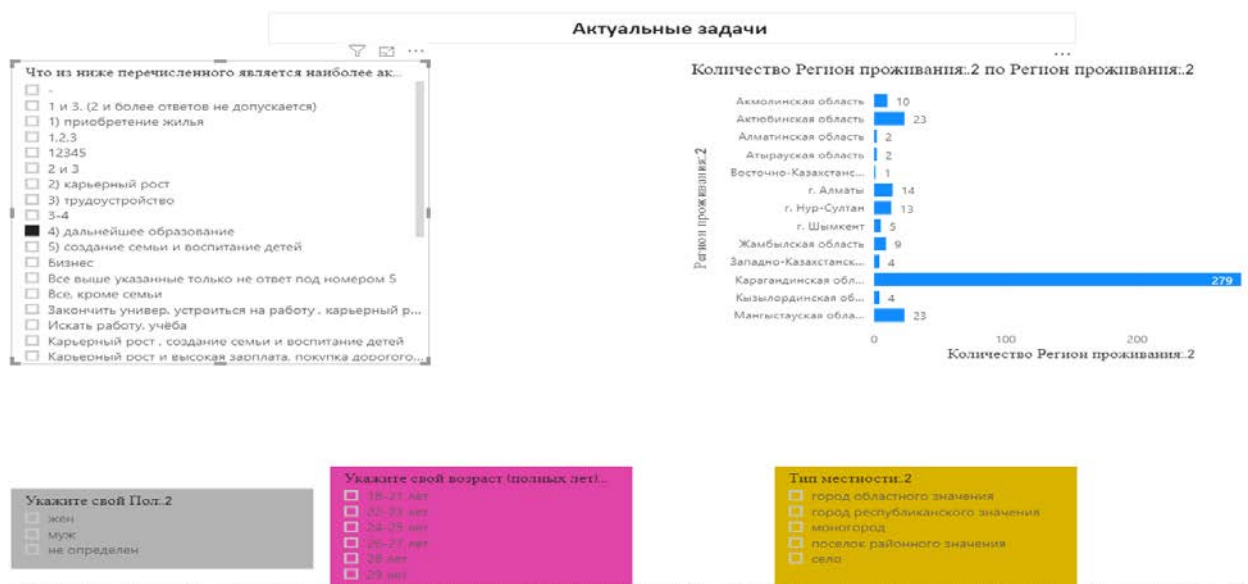 Актуальные задачи
Что из ниже перечисленного является наиболее ак...
-
1 и 3. (2 и более ответов не допускается)
1) приобретение жилья
1,2,3
12345
2 и 3
2) карьерный рост
3) трудоустройство
3-4
4) дальнейшее образование
5) создание семьи и воспитание детей
Бизнес
Все выше указанные только не ответ под номером 5
Все, кроме семьи
Закончить универ, устроиться на работу , карьерный р...
Искать работу, учёба
Карьерный рост , создание семьи и воспитание детей
Карьерный рост и высокая зарплата, покупка дорогого...
Количество Регион проживания:.2 по Регион проживания:.2
Регион проживания:.2
Акмолинская область 10
Актюбинская область 23
Алматинская область 2
Атырауская область 2
Восточно-Казахстанс... 1
г. Алматы 14
г. Нур-Султан 13
г. Шымкент 5
Жамбылская область 9
Западно-Казахстанск... 4
Карагандинская обл... 279
Кызылординская об... 4
Мангыстауская обла... 23
0 100 200
Количество Регион проживания:.2
Укажите свой Пол:.2
жен
муж
не определен
Укажите свой возраст (полных лет)...
18-21 лет
22-23 лет
24-25 лет
26-27 лет
28 лет
29 лет
Тип местности:.2
город областного значения
город республиканского значения
моногород
поселок районного значения
село